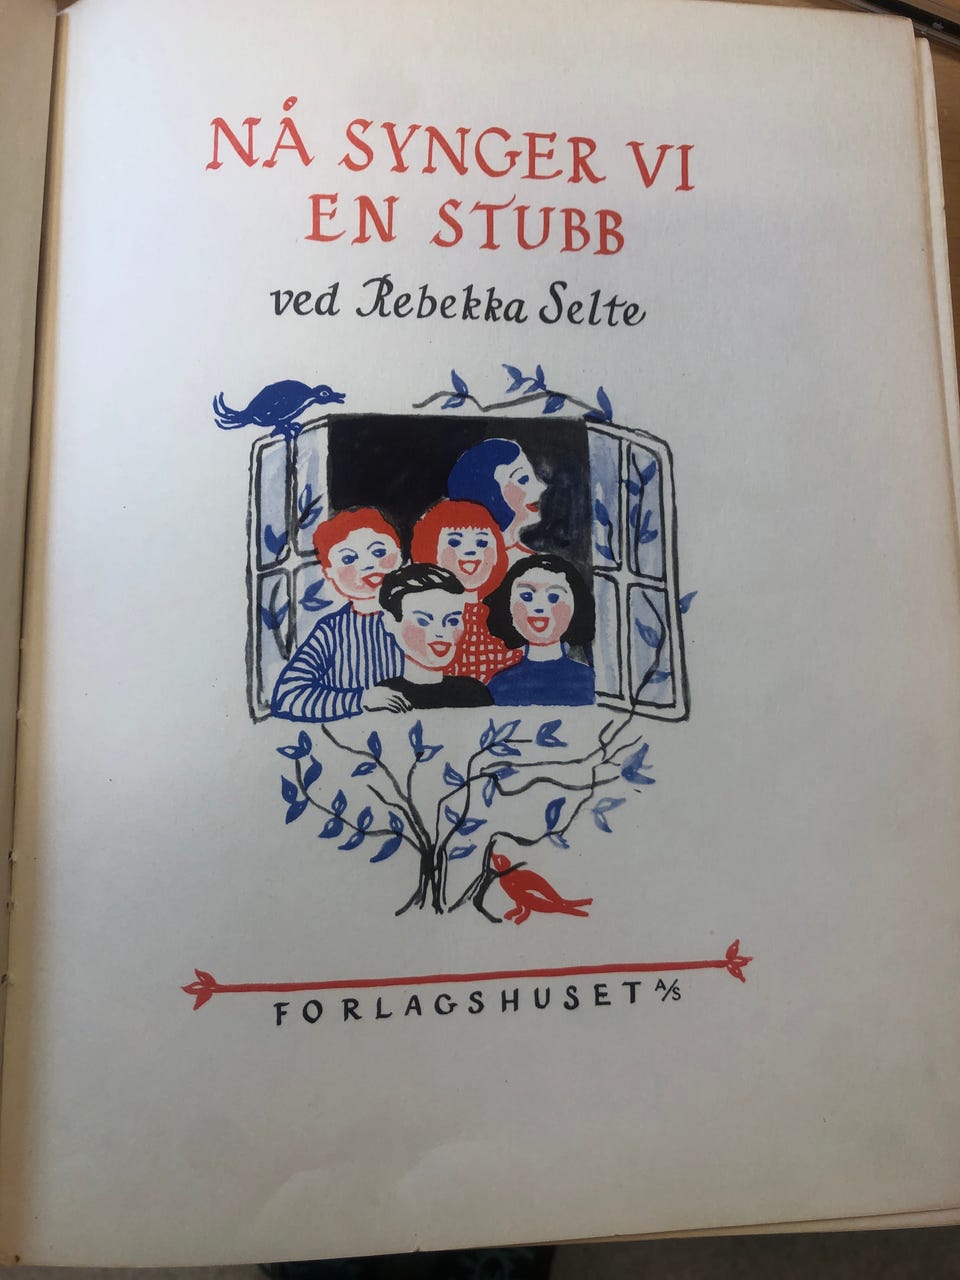 NÅ SYNGER VI
EN STUBB
ved Rebekka Selte
FORLAGSHUSET A/S